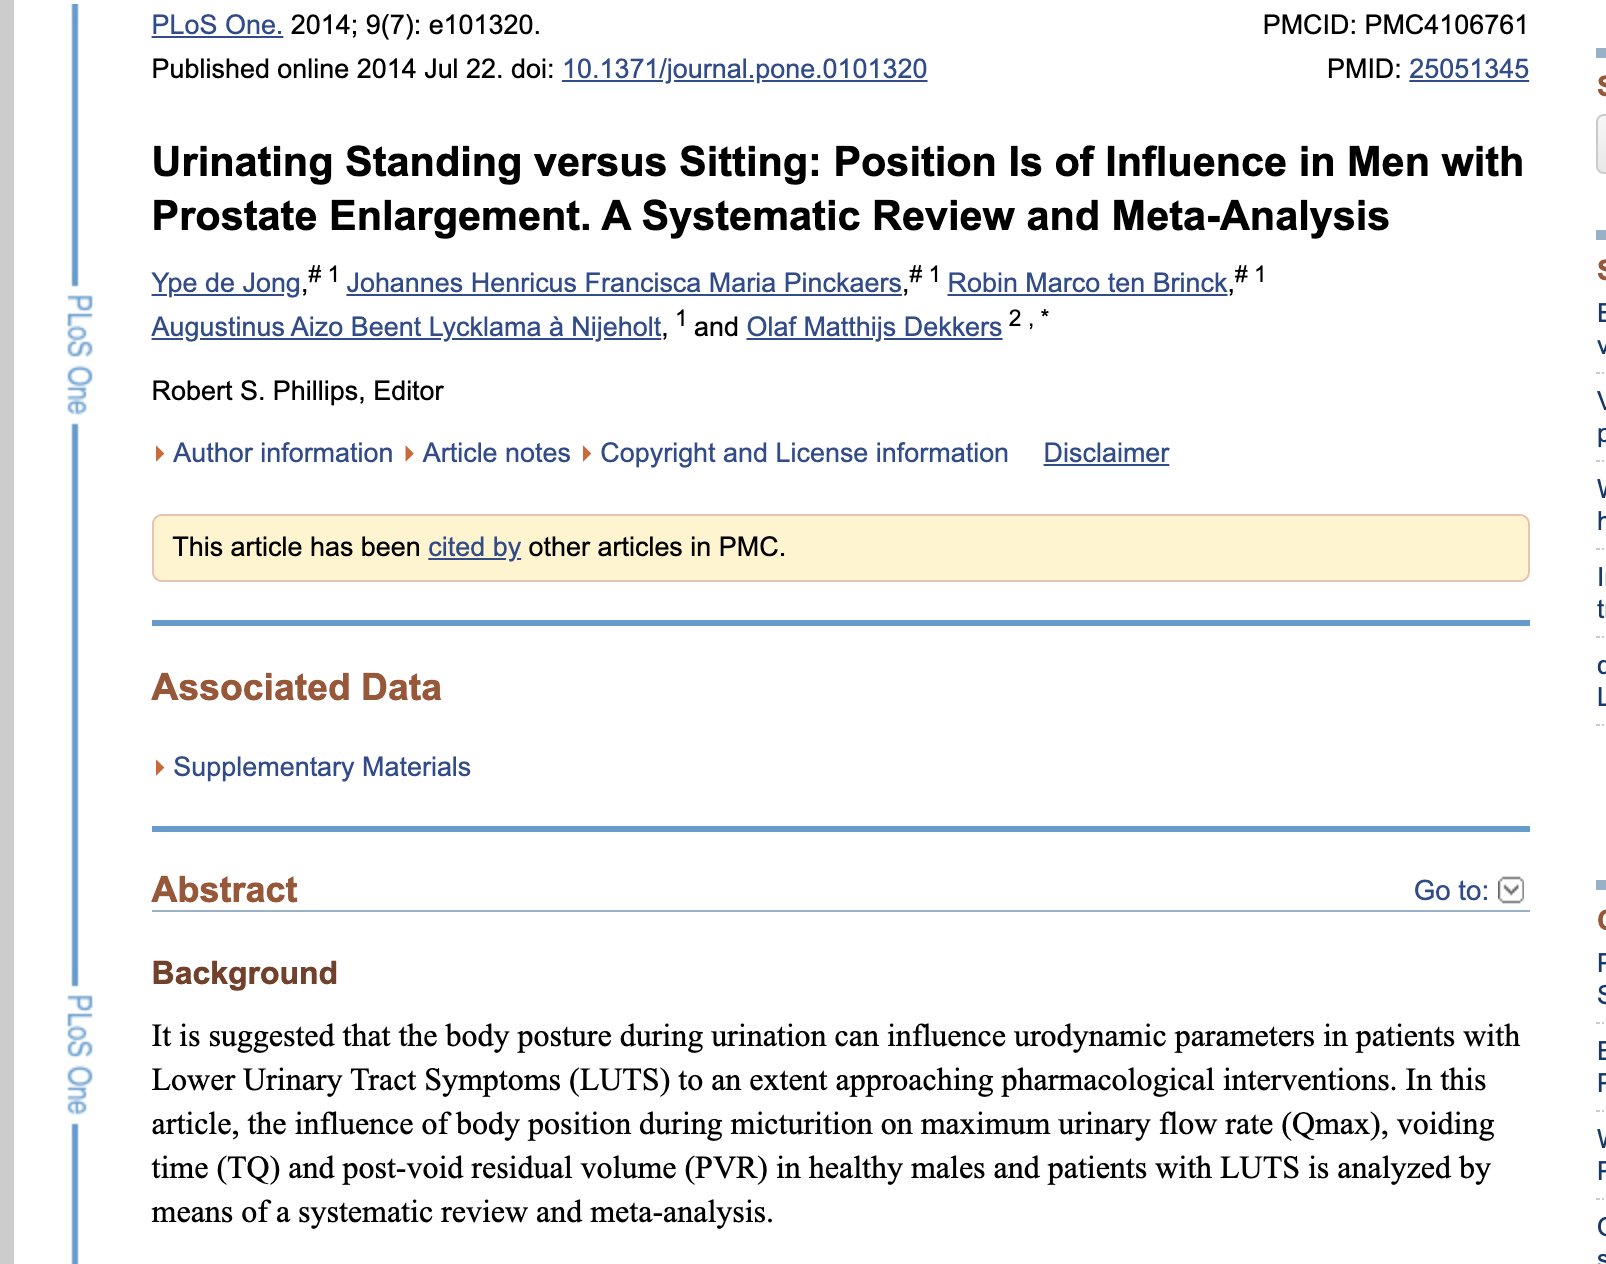 PLoS One. 2014; 9(7): e101320.
PMCID: PMC4106761
Published online 2014 Jul 22. doi: 10.1371/journal.pone.0101320
PMID: 25051345
Urinating Standing versus Sitting: Position Is of Influence in Men with
Prostate Enlargement. A Systematic Review and Meta-Analysis
Ype de Jong,# 1 Johannes Henricus Francisca Maria Pinckaers,# 1 Robin Marco ten Brinck,# 1
Augustinus Aizo Beent Lycklama à Nijeholt, 1 and Olaf Matthijs Dekkers 2 , *
Robert S. Phillips, Editor
Author information Article notes Copyright and License information Disclaimer
This article has been cited by other articles in PMC.
Associated Data
Supplementary Materials
Abstract
Go to:
Background
It is suggested that the body posture during urination can influence urodynamic parameters in patients with
Lower Urinary Tract Symptoms (LUTS) to an extent approaching pharmacological interventions. In this
article, the influence of body position during micturition on maximum urinary flow rate (Qmax), voiding
time (TQ) and post-void residual volume (PVR) in healthy males and patients with LUTS is analyzed by
means of a systematic review and meta-analysis.
PLoS One
PLoS One